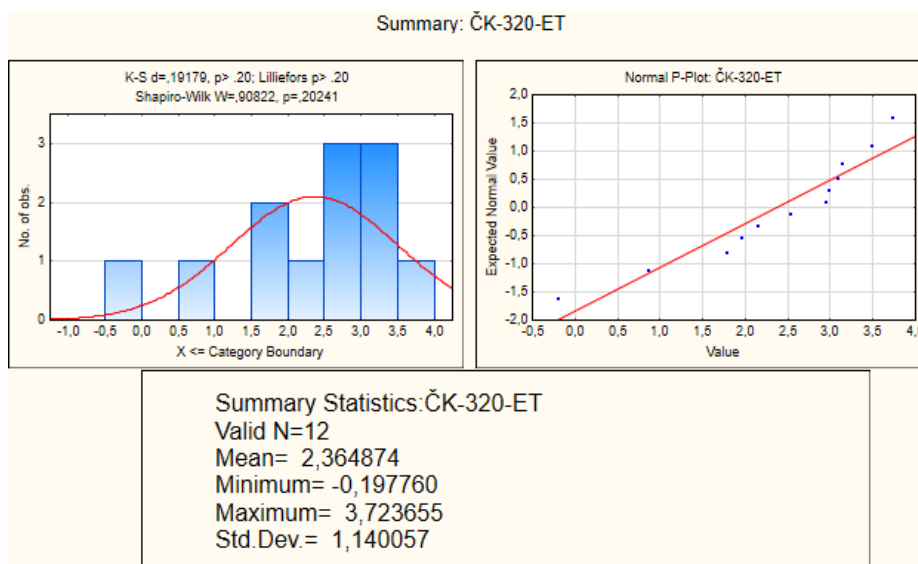 Summary: ČK-320-ET
K-S d=,19179, p> .20; Lilliefors p> .20
Shapiro-Wilk W=,90822, p=,20241
No. of obs.
3
2
1
0
-1,0 -0,5 0,0 0,5 1,0 1,5 2,0 2,5 3,0 3,5 4,0
X <= Category Boundary
Normal P-Plot: ČK-320-ET
Expected Normal Value
2,0
1,5
1,0
0,5
0,0
-0,5
-1,0
-1,5
-2,0
-0,5 0,0 0,5 1,0 1,5 2,0 2,5 3,0 3,5 4,0
Value
Summary Statistics:ČK-320-ET
Valid N=12
Mean= 2,364874
Minimum= -0,197760
Maximum= 3,723655
Std.Dev.= 1,140057